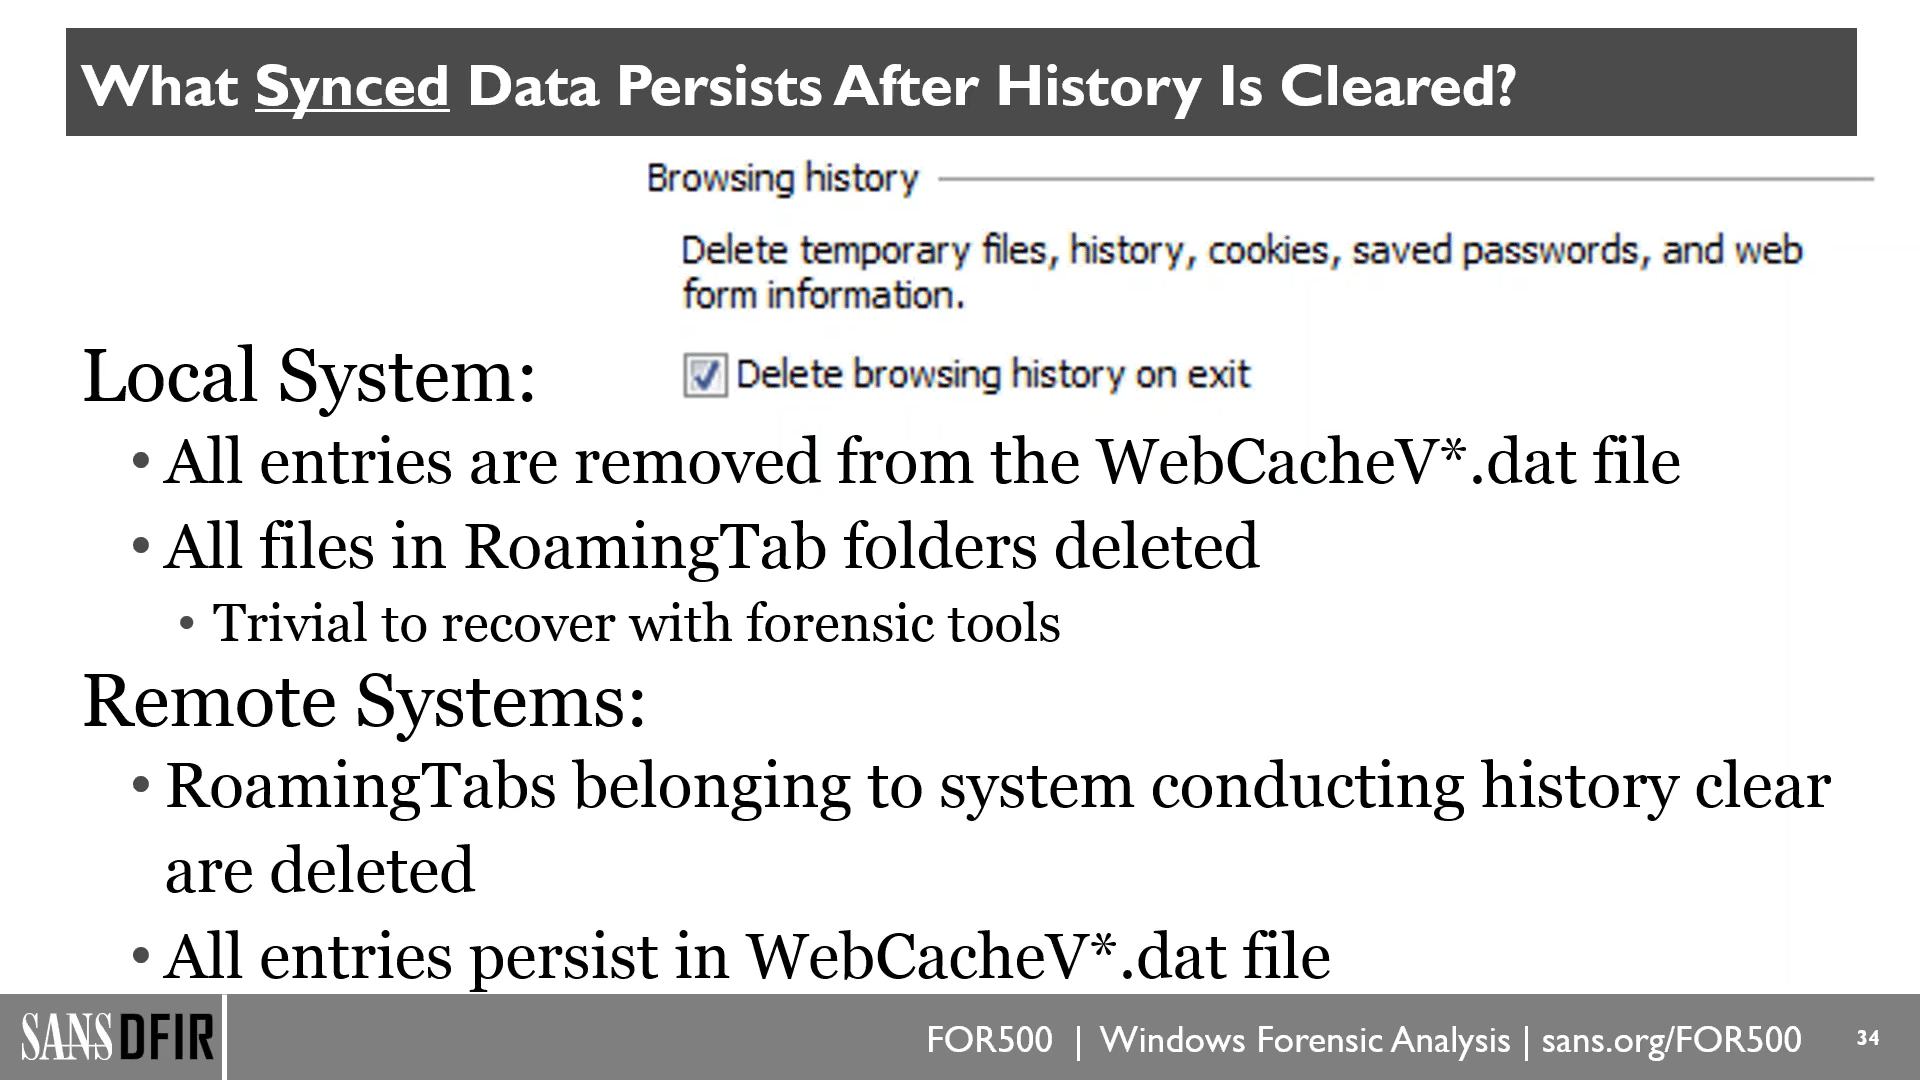 What Synced Data Persists After History Is Cleared?
Browsing history
Delete temporary files, history, cookies, saved passwords, and web
form information.
Delete browsing history on exit
Local System:
• All entries are removed from the WebCacheV*.dat file
• All files in RoamingTab folders deleted
• Trivial to recover with forensic tools
Remote Systems:
• RoamingTabs belonging to system conducting history clear
are deleted
• All entries persist in WebCacheV*.dat file
SANS DFIR
FOR500 | Windows Forensic Analysis | sans.org/FOR500
34